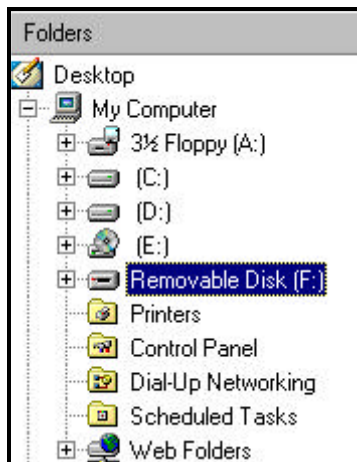 Folders
Desktop
My Computer
3½ Floppy (A:)
(C:)
(D:)
(E:)
Removable Disk (F:)
Printers
Control Panel
Dial-Up Networking
Scheduled Tasks
Web Folders